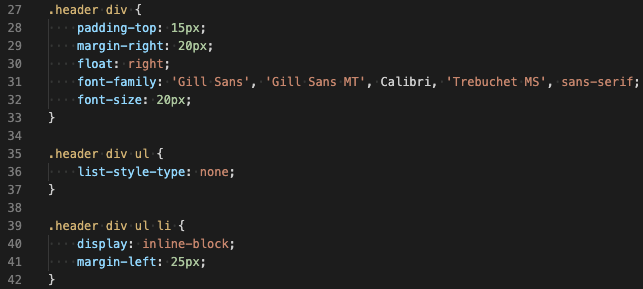 27 .header div {
28     padding-top: 15px;
29     margin-right: 20px;
30     float: right;
31     font-family: 'Gill Sans', 'Gill Sans MT', Calibri, 'Trebuchet MS', sans-serif;
32     font-size: 20px;
33 }
34
35 .header div ul {
36     list-style-type: none;
37 }
38
39 .header div ul li {
40     display: inline-block;
41     margin-left: 25px;
42 }